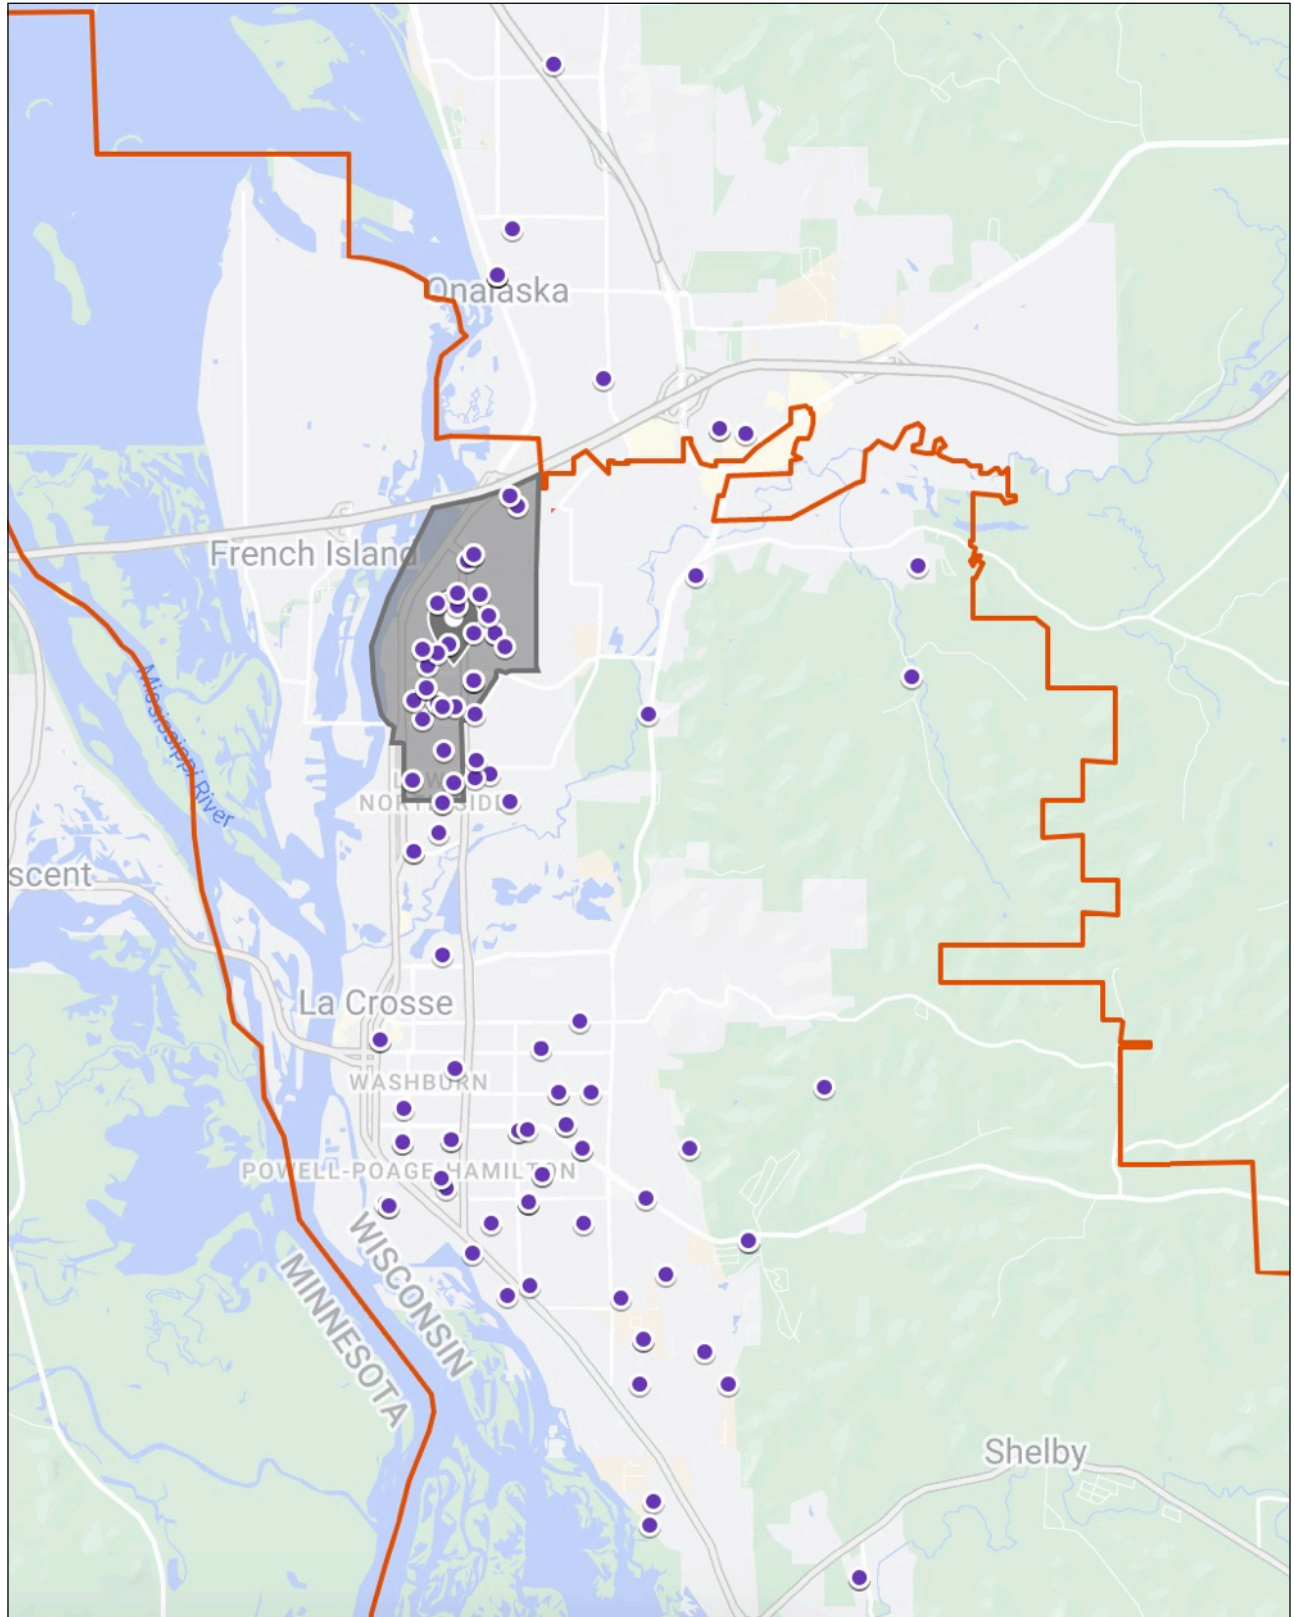 Onalaska
French Island
Mississippi River
NORTHSIDE
scent
La Crosse
WASHBURN
POWELL-POAGE-HAMILTON
WISCONSIN
MINNESOTA
Shelby